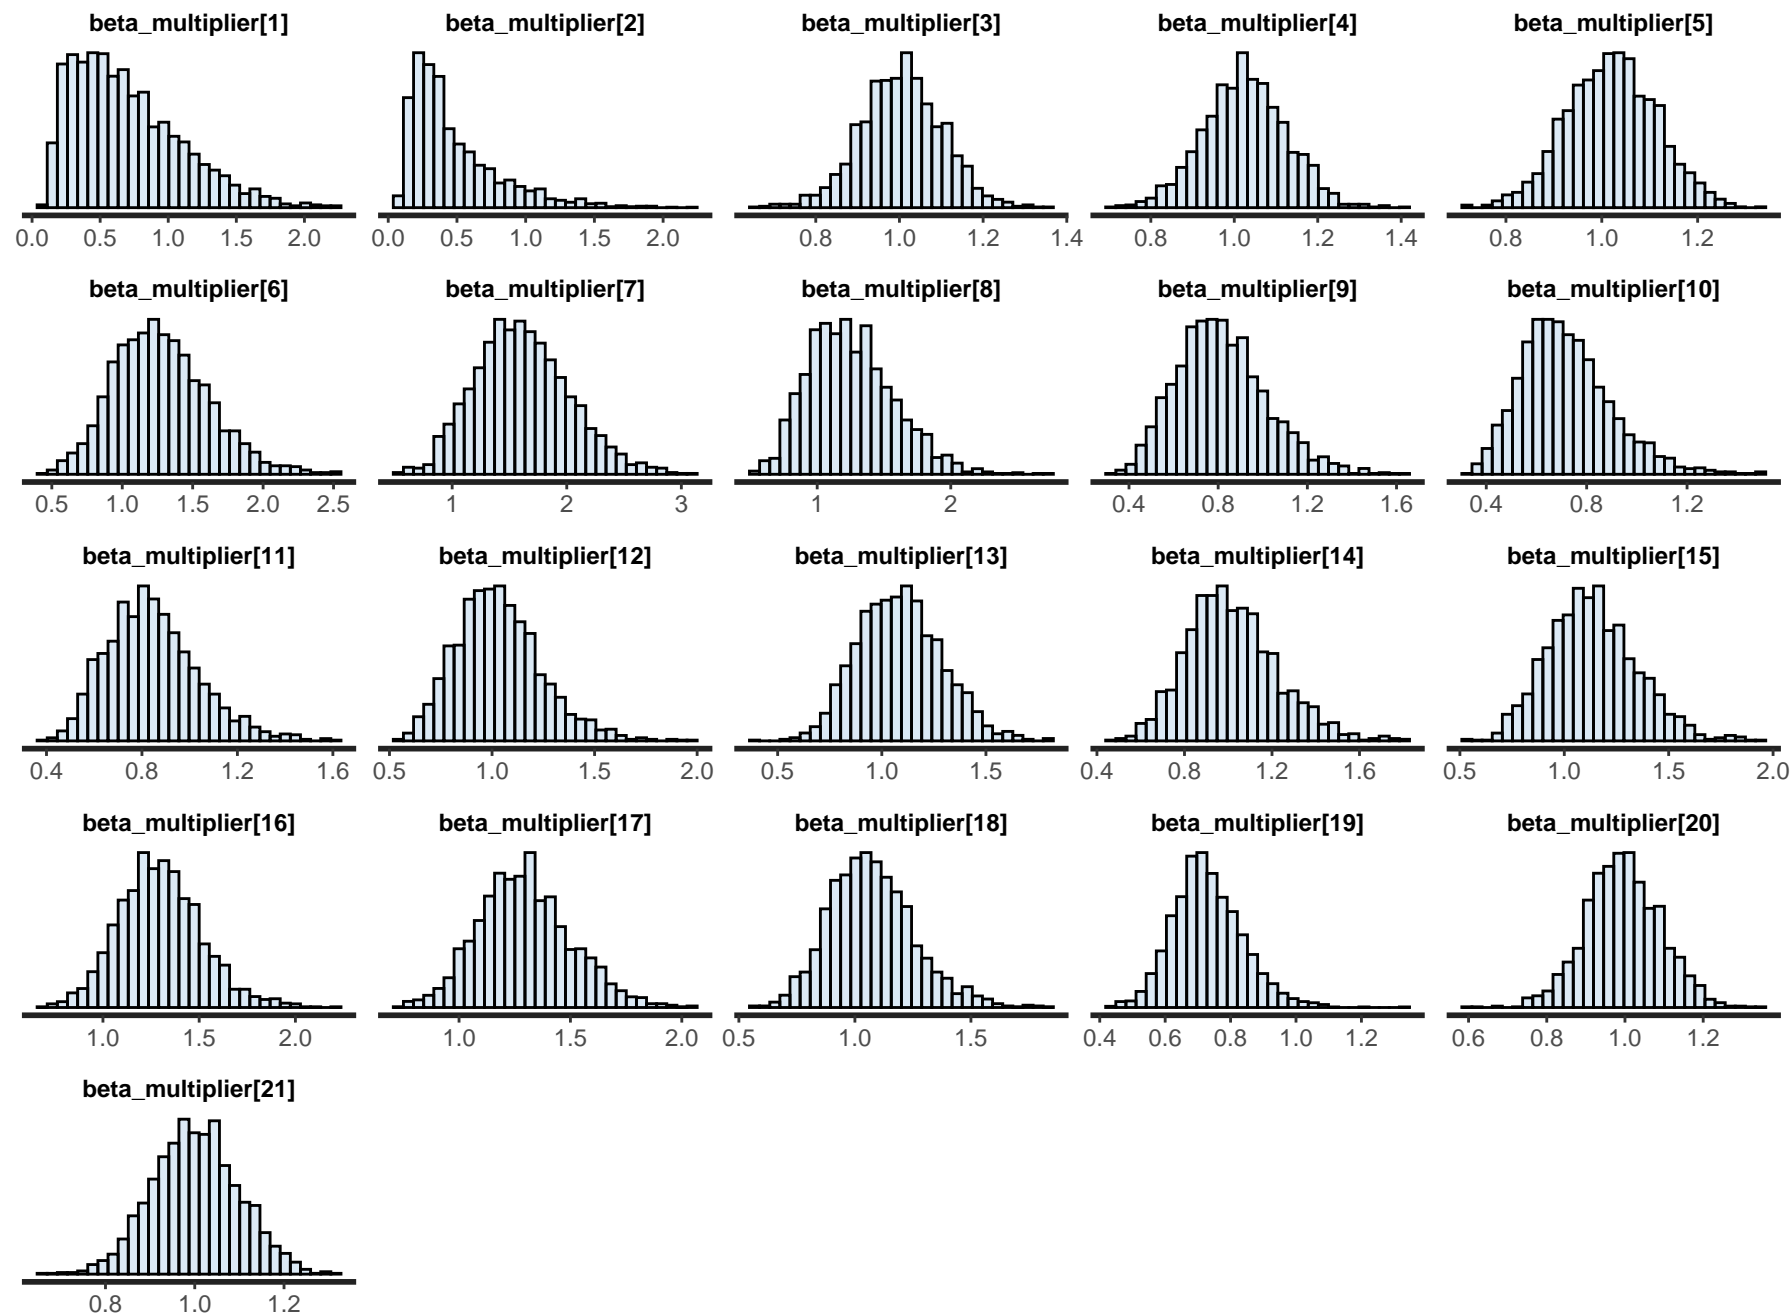 beta_multiplier[1] beta_multiplier[2] beta_multiplier[3] beta_multiplier[4] beta_multiplier[5]
0.0 0.5 1.0 1.5 2.0 0.0 0.5 1.0 1.5 2.0 0.8 1.0 1.2 1.4 0.8 1.0 1.2 1.4 0.8 1.0 1.2
beta_multiplier[6] beta_multiplier[7] beta_multiplier[8] beta_multiplier[9] beta_multiplier[10]
0.5 1.0 1.5 2.0 2.5 1 2 3 1 2 0.4 0.8 1.2 1.6 0.4 0.8 1.2
beta_multiplier[11] beta_multiplier[12] beta_multiplier[13] beta_multiplier[14] beta_multiplier[15]
0.4 0.8 1.2 1.6 0.5 1.0 1.5 2.0 0.5 1.0 1.5 0.4 0.8 1.2 1.6 0.5 1.0 1.5 2.0
beta_multiplier[16] beta_multiplier[17] beta_multiplier[18] beta_multiplier[19] beta_multiplier[20]
1.0 1.5 2.0 1.0 1.5 2.0 0.5 1.0 1.5 0.4 0.6 0.8 1.0 1.2 0.6 0.8 1.0 1.2
beta_multiplier[21]
0.8 1.0 1.2